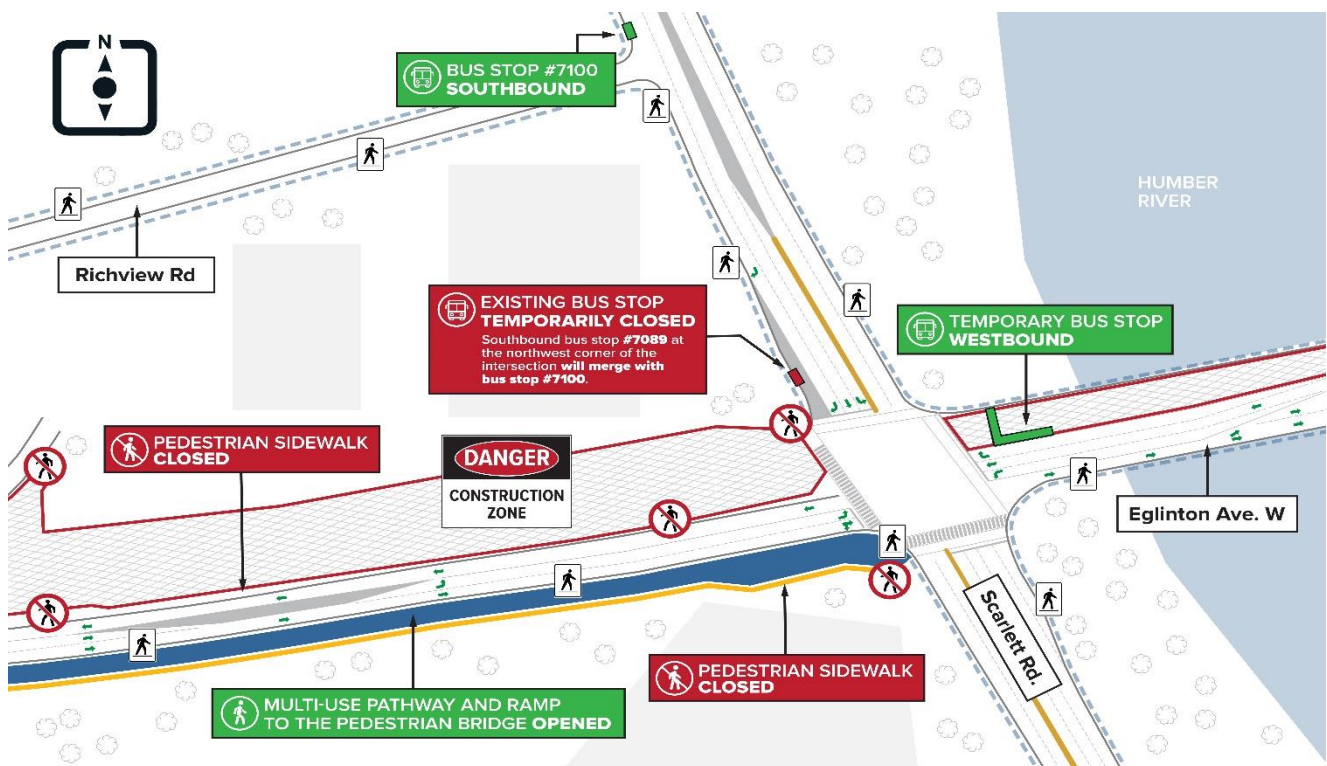 N
BUS STOP #7100
SOUTHBOUND
HUMBER
RIVER
Richview Rd
EXISTING BUS STOP
TEMPORARILY CLOSED
Southbound bus stop #7089 at
the northwest corner of the
intersection will merge with
bus stop #7100.
TEMPORARY BUS STOP
WESTBOUND
PEDESTRIAN SIDEWALK
CLOSED
DANGER
CONSTRUCTION
ZONE
Eglinton Ave. W
Scarlett Rd.
PEDESTRIAN SIDEWALK
CLOSED
MULTI-USE PATHWAY AND RAMP
TO THE PEDESTRIAN BRIDGE OPENED